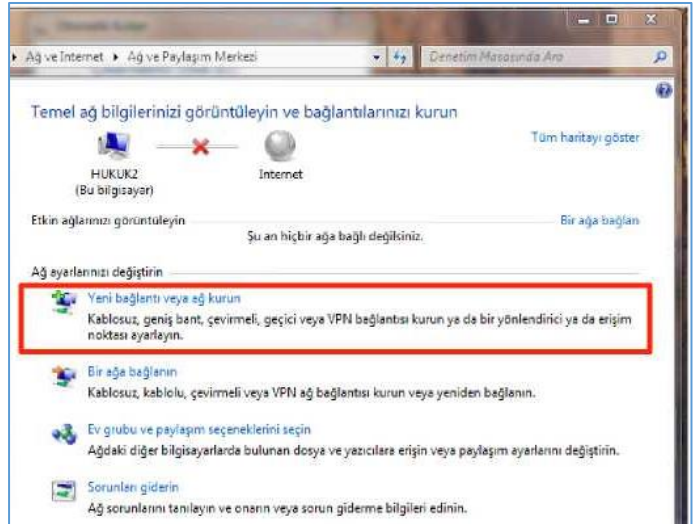 Ağ ve Internet ▸ Ağ ve Paylaşım Merkezi
Denetim Masasında Ara
Temel ağ bilgilerinizi görüntüleyin ve bağlantılarınızı kurun
Tüm haritayı göster
HUKUK2
(Bu bilgisayar)
Internet
Etkin ağlarınızı görüntüleyin
Bir ağa bağlan
Şu an hiçbir ağa bağlı değilsiniz.
Ağ ayarlarınızı değiştirin
Yeni bağlantı veya ağ kurun
Kablosuz, geniş bant, çevirmeli, geçici veya VPN bağlantısı kurun ya da bir yönlendirici ya da erişim
noktası ayarlayın.
Bir ağa bağlanın
Kablosuz, kablolu, çevirmeli veya VPN ağ bağlantısı kurun veya yeniden bağlanın.
Ev grubu ve paylaşım seçeneklerini seçin
Ağdaki diğer bilgisayarlarda bulunan dosya ve yazıcılara erişin veya paylaşım ayarlarını değiştirin.
Sorunları giderin
Ağ sorunlarını tanılayın ve onarın veya sorun giderme bilgileri edinin.